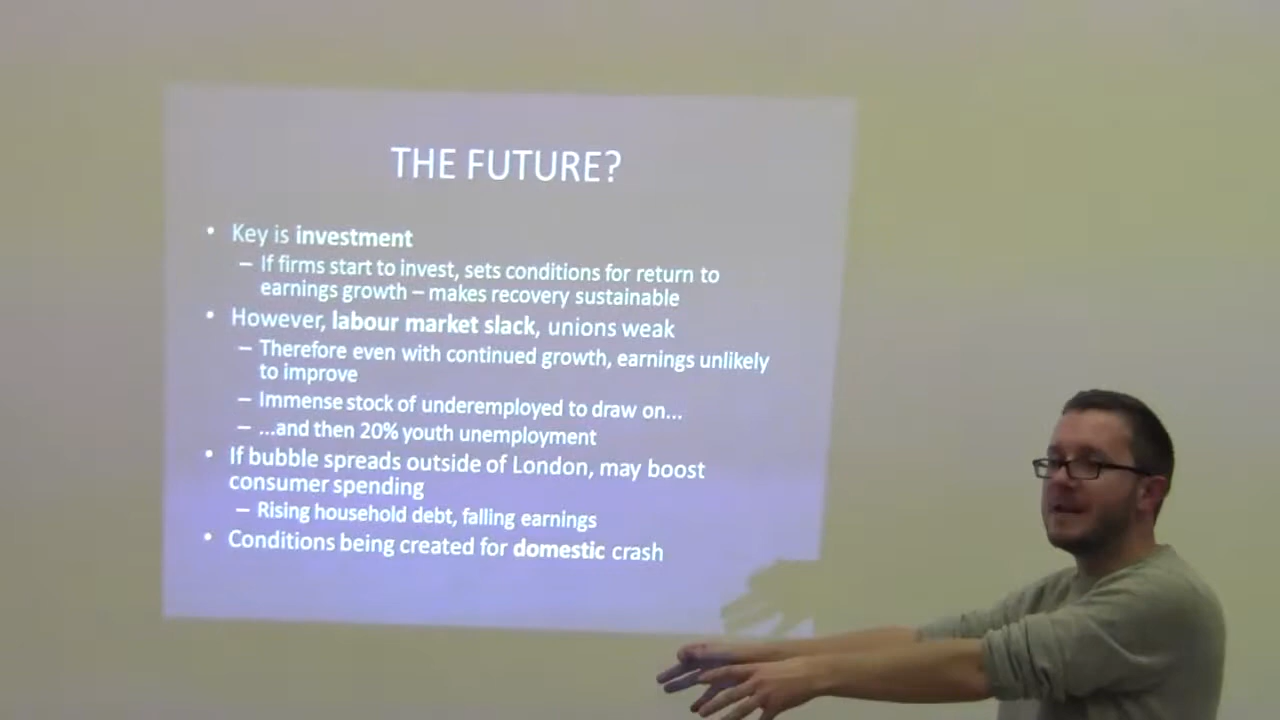 THE FUTURE?
• Key is investment
– If firms start to invest, sets conditions for return to
earnings growth – makes recovery sustainable
• However, labour market slack, unions weak
– Therefore even with continued growth, earnings unlikely
to improve
– Immense stock of underemployed to draw on...
– ...and then 20% youth unemployment
• If bubble spreads outside of London, may boost
consumer spending
– Rising household debt, falling earnings
• Conditions being created for domestic crash